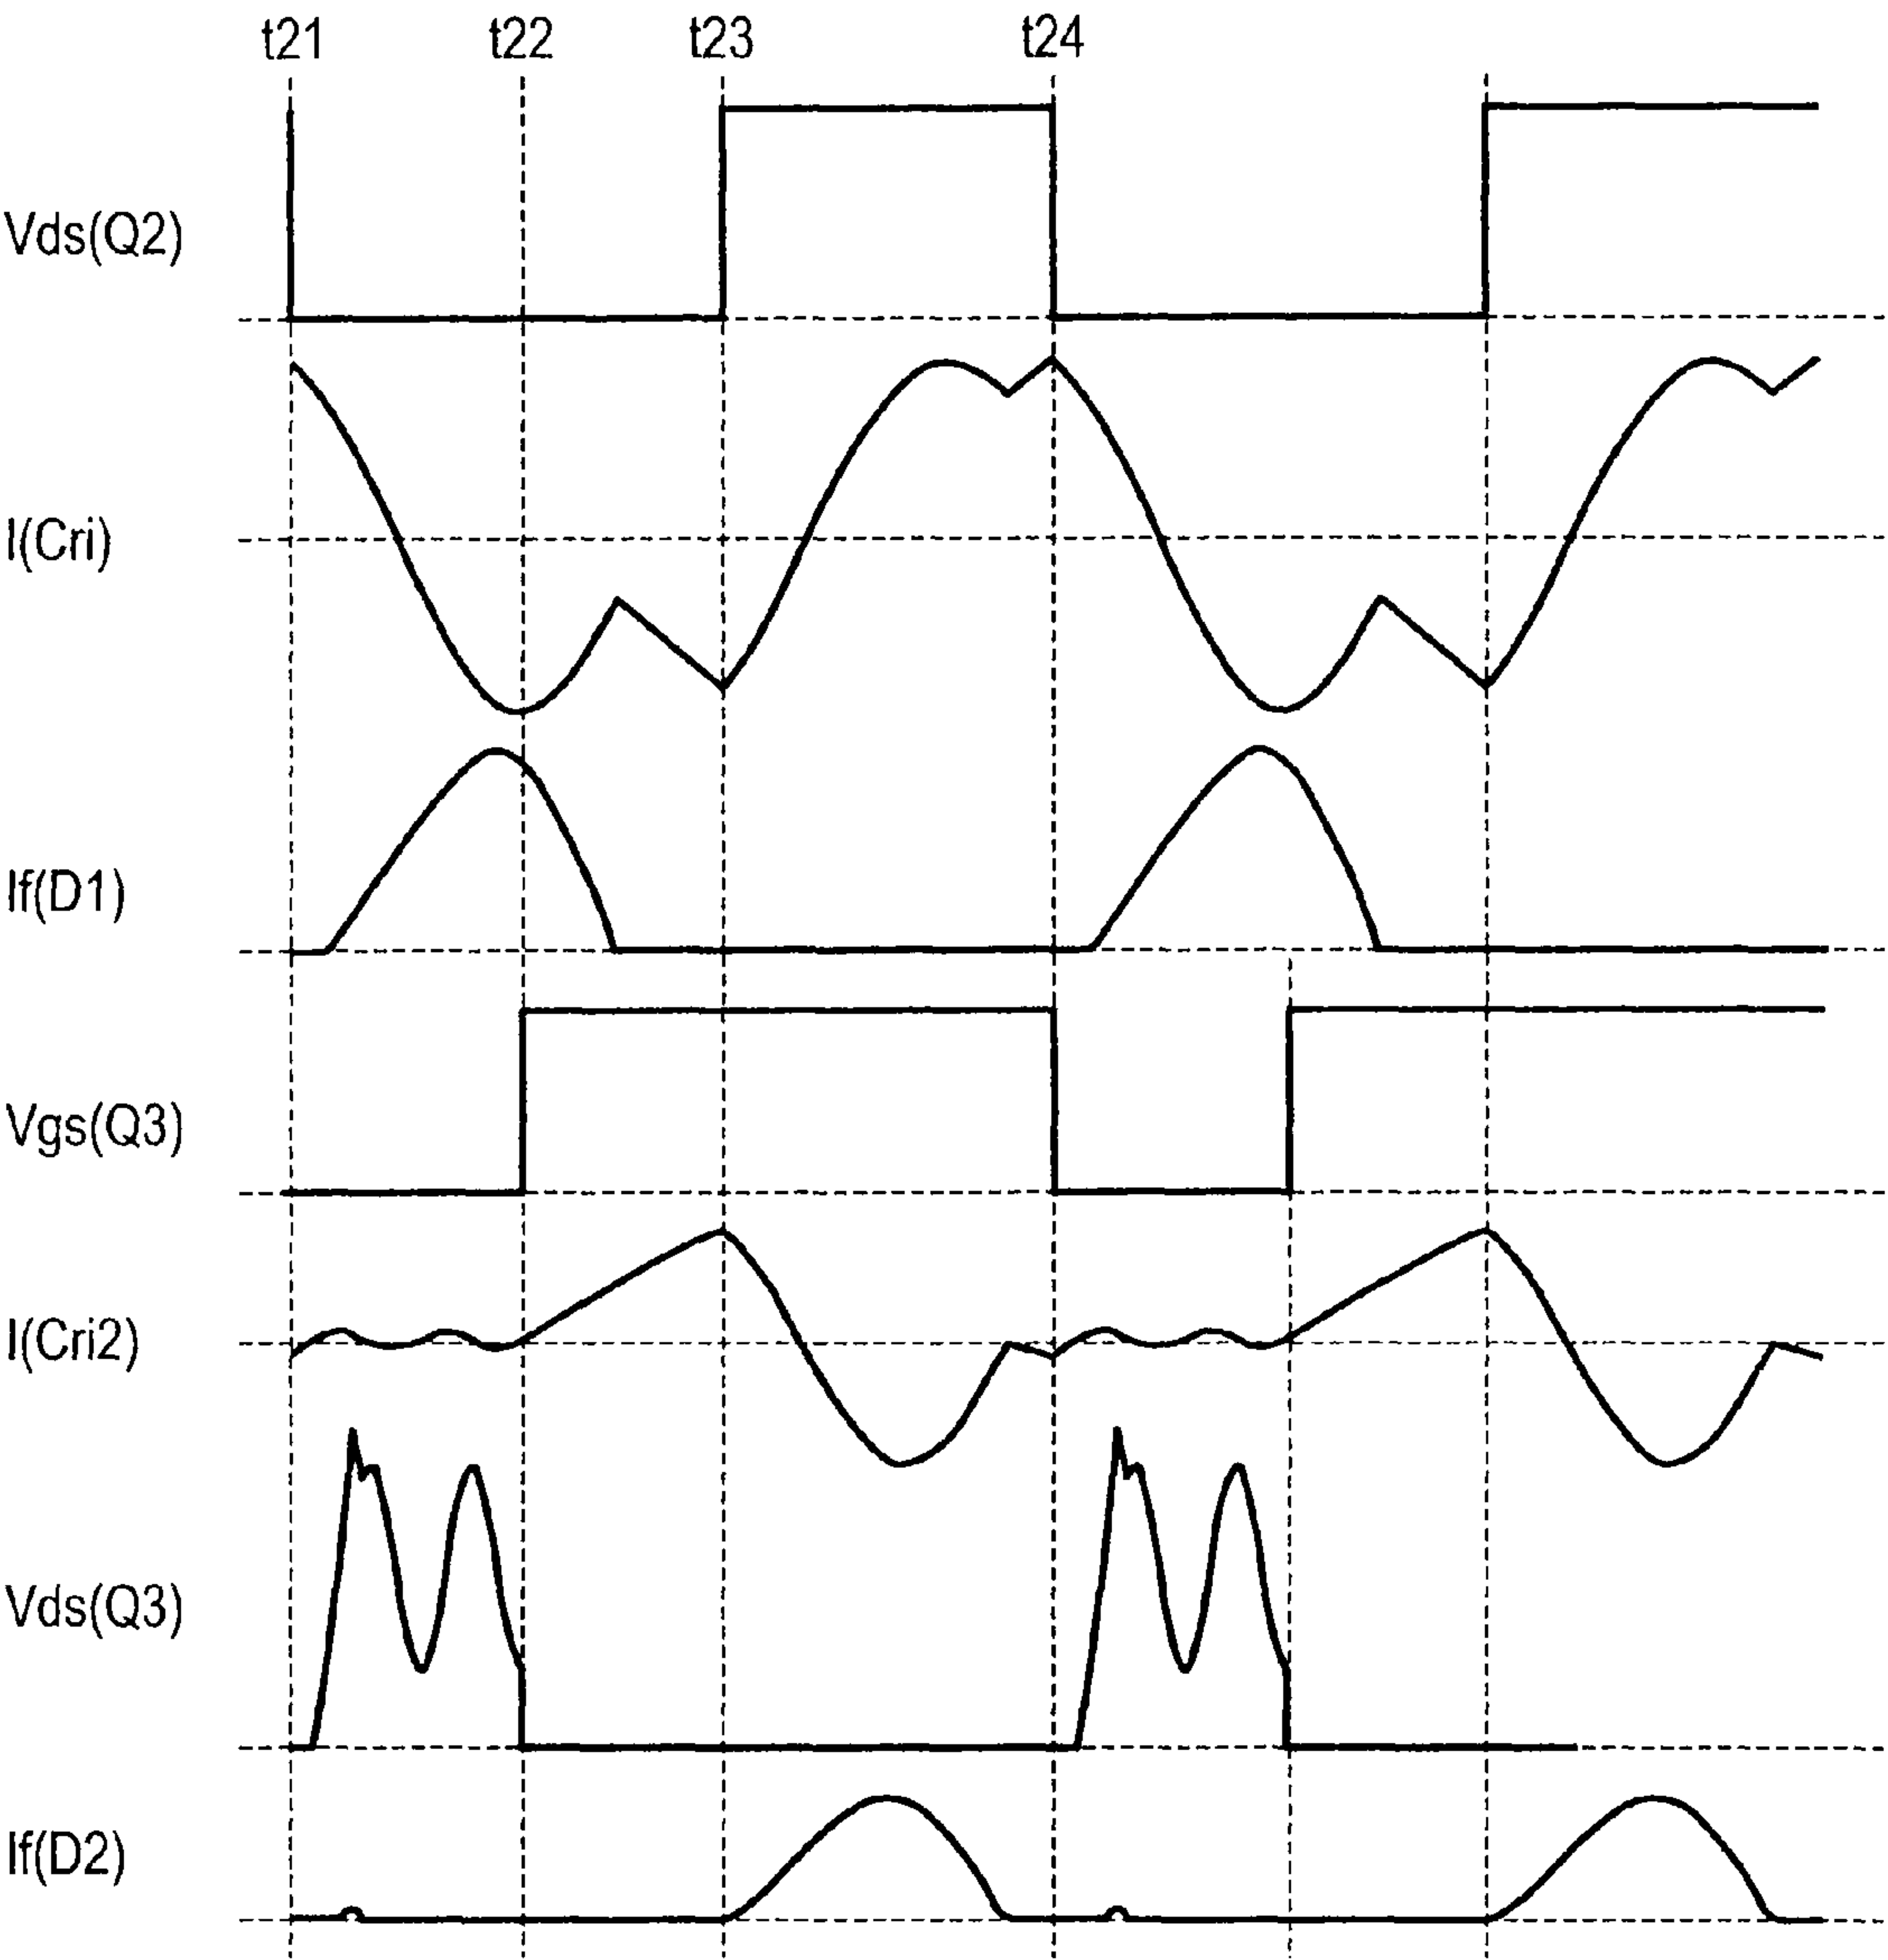 t21 t22 t23 t24
Vds(Q2)
I(Cri)
If(D1)
Vgs(Q3)
I(Cri2)
Vds(Q3)
If(D2)